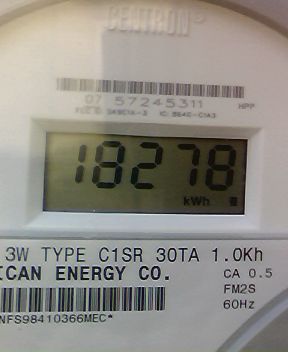 CENTRON®
07 57245311 HPP
18278
kWh
3W TYPE C1SR 30TA 1.0Kh
ICAN ENERGY CO. CA 0.5
FM2S
60Hz
NFS98410366MEC*